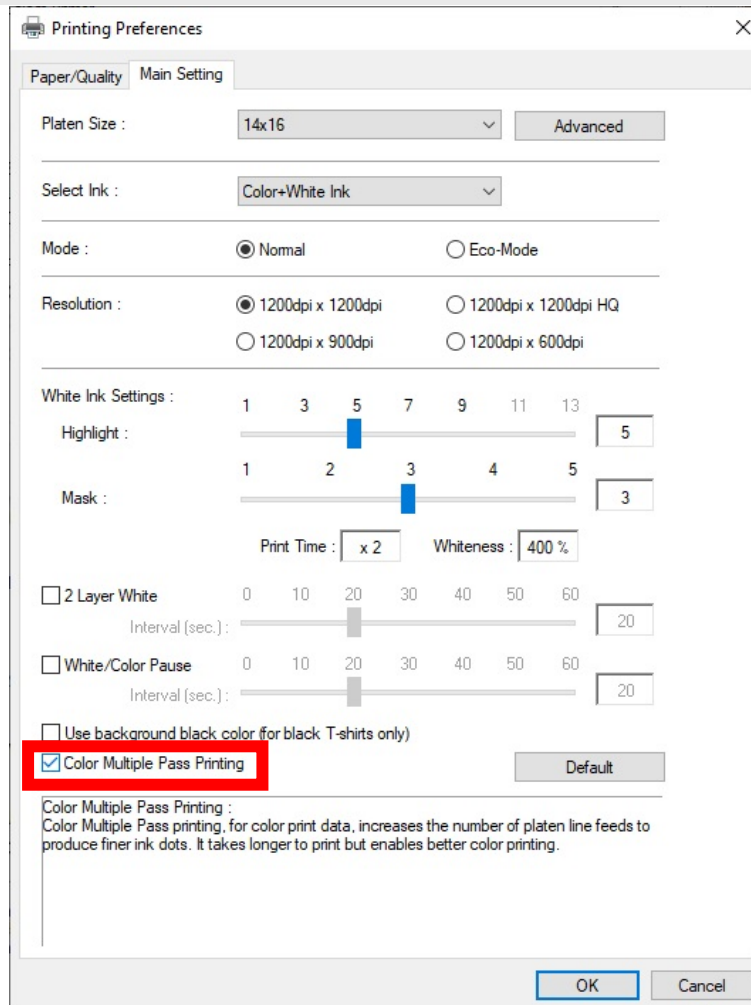 Printing Preferences
Paper/Quality Main Setting
Platen Size : 14x16 Advanced
Select Ink : Color+White Ink
Mode : Normal Eco-Mode
Resolution : 1200dpi x 1200dpi 1200dpi x 1200dpi HQ
1200dpi x 900dpi 1200dpi x 600dpi
White Ink Settings :
1 3 5 7 9 11 13
Highlight : 5
1 2 3 4 5
Mask : 3
Print Time : x 2 Whiteness : 400 %
2 Layer White 0 10 20 30 40 50 60
Interval (sec.) : 20
White/Color Pause 0 10 20 30 40 50 60
Interval (sec.) : 20
Use background black color (for black T-shirts only)
Color Multiple Pass Printing Default
Color Multiple Pass Printing :
Color Multiple Pass printing, for color print data, increases the number of platen line feeds to
produce finer ink dots. It takes longer to print but enables better color printing.
OK Cancel